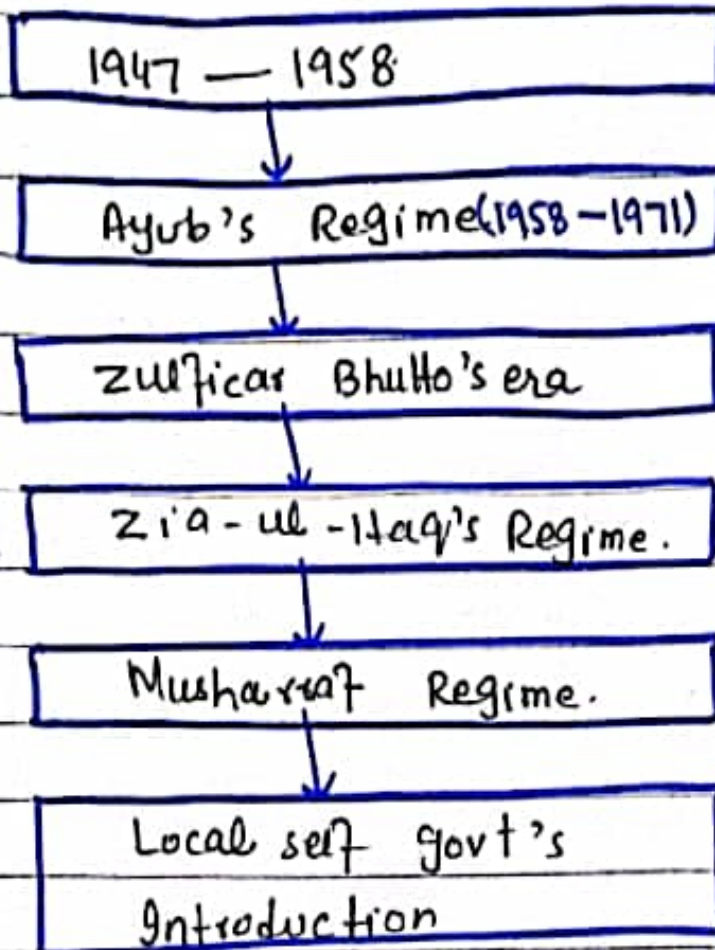 1947 — 1958
Ayub's Regime (1958-1971)
Zulficar Bhutto's era
Zia-ul-Haq's Regime.
Musharraf Regime.
Local self govt's
Introduction